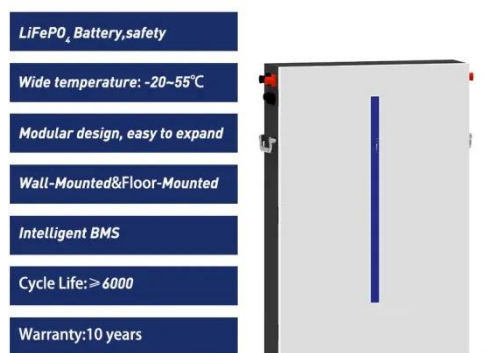 LiFePO₄ Battery,safety
Wide temperature: -20~55℃
Modular design, easy to expand
Wall-Mounted&Floor-Mounted
Intelligent BMS
Cycle Life:≥6000
Warranty:10 years